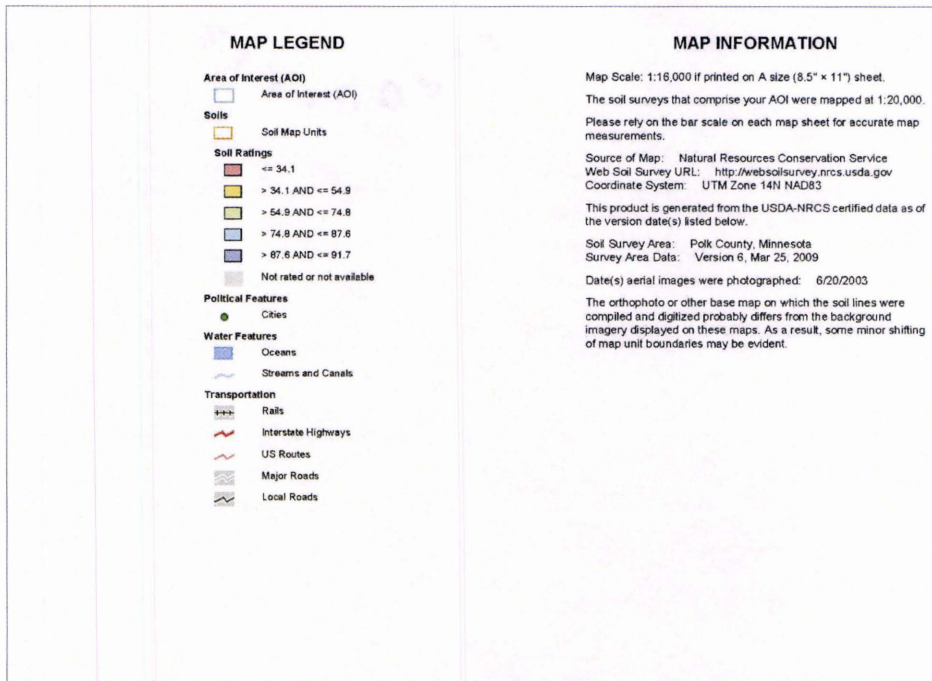 MAP LEGEND
Area of Interest (AOI)
Area of Interest (AOI)
Soils
Soil Map Units
Soil Ratings
<= 34.1
> 34.1 AND <= 54.9
> 54.9 AND <= 74.8
> 74.8 AND <= 87.6
> 87.6 AND <= 91.7
Not rated or not available
Political Features
Cities
Water Features
Oceans
Streams and Canals
Transportation
Rails
Interstate Highways
US Routes
Major Roads
Local Roads
MAP INFORMATION
Map Scale: 1:16,000 if printed on A size (8.5" × 11") sheet.
The soil surveys that comprise your AOI were mapped at 1:20,000.
Please rely on the bar scale on each map sheet for accurate map
measurements.
Source of Map: Natural Resources Conservation Service
Web Soil Survey URL: http://websoilsurvey.nrcs.usda.gov
Coordinate System: UTM Zone 14N NAD83
This product is generated from the USDA-NRCS certified data as of
the version date(s) listed below.
Soil Survey Area: Polk County, Minnesota
Survey Area Data: Version 6, Mar 25, 2009
Date(s) aerial images were photographed: 6/20/2003
The orthophoto or other base map on which the soil lines were
compiled and digitized probably differs from the background
imagery displayed on these maps. As a result, some minor shifting
of map unit boundaries may be evident.